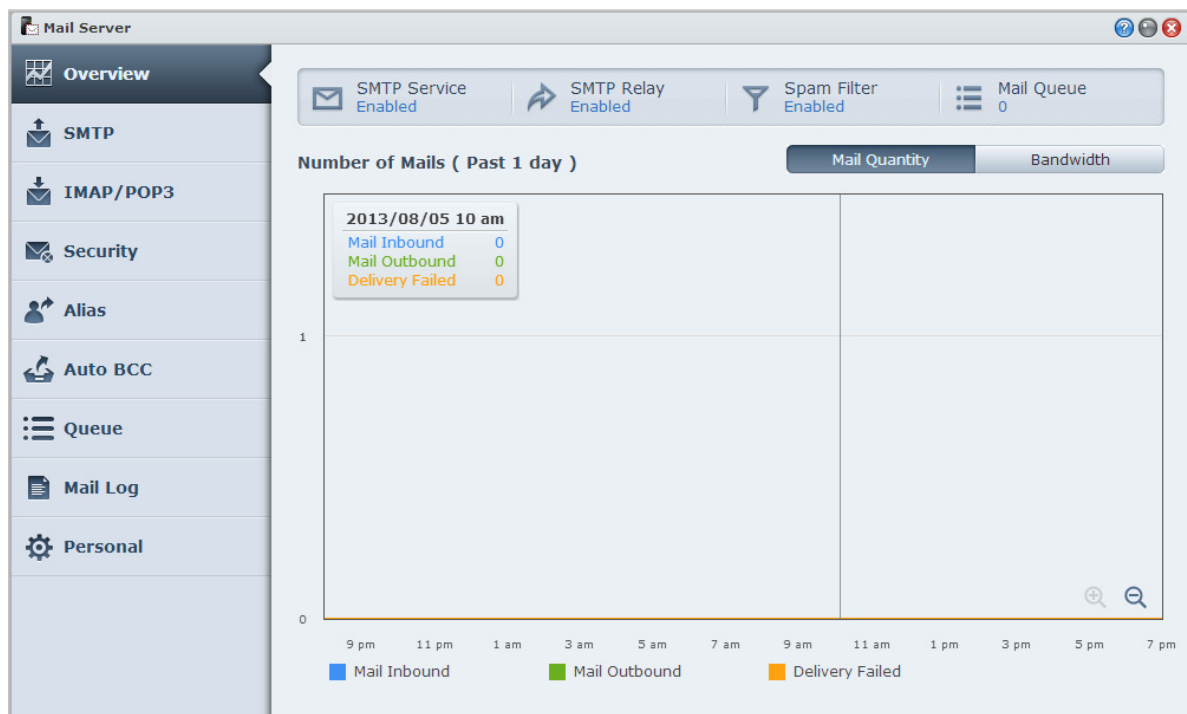 Mail Server
Overview
SMTP
IMAP/POP3
Security
Alias
Auto BCC
Queue
Mail Log
Personal
SMTP Service
Enabled
SMTP Relay
Enabled
Spam Filter
Enabled
Mail Queue
0
Number of Mails ( Past 1 day )
Mail Quantity
Bandwidth
2013/08/05 10 am
Mail Inbound 0
Mail Outbound 0
Delivery Failed 0
1
0
9 pm 11 pm 1 am 3 am 5 am 7 am 9 am 11 am 1 pm 3 pm 5 pm 7 pm
Mail Inbound Mail Outbound Delivery Failed